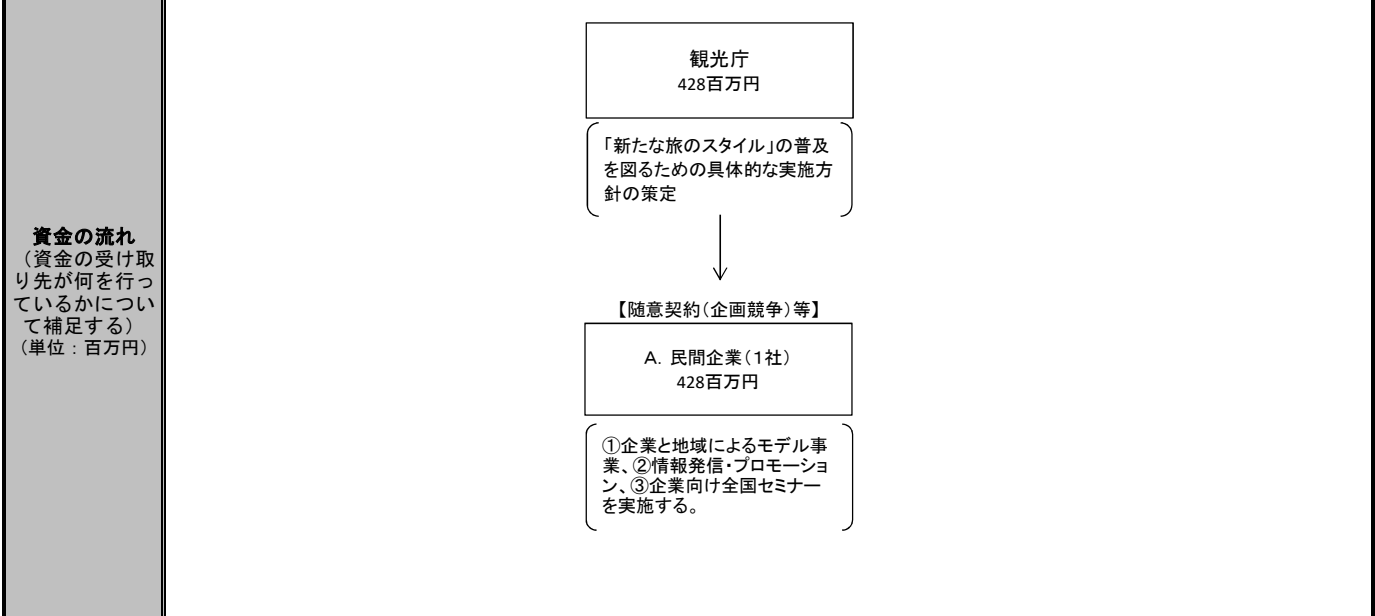 資金の流れ
（資金の受け取
り先が何を行っ
ているかについ
て補足する）
（単位：百万円）
観光庁
428百万円
「新たな旅のスタイル」の普及
を図るための具体的な実施方
針の策定
【随意契約（企画競争）等】
A．民間企業（1社）
428百万円
①企業と地域によるモデル事
業、②情報発信・プロモーショ
ン、③企業向け全国セミナー
を実施する。